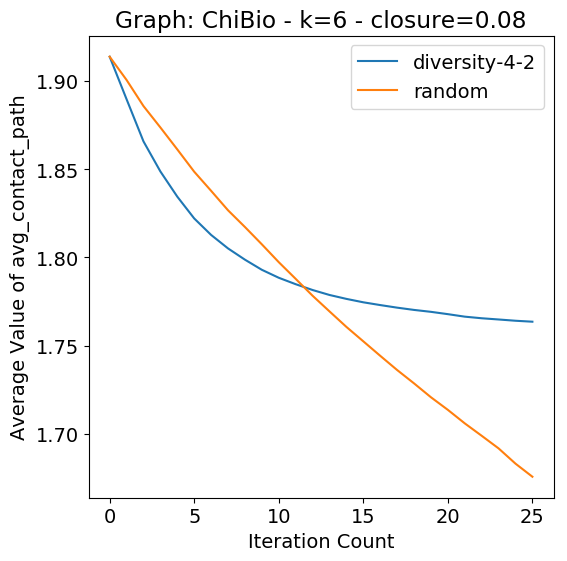 Graph: ChiBio - k=6 - closure=0.08
diversity-4-2
random
Average Value of avg_contact_path
1.90
1.85
1.80
1.75
1.70
0 5 10 15 20 25
Iteration Count